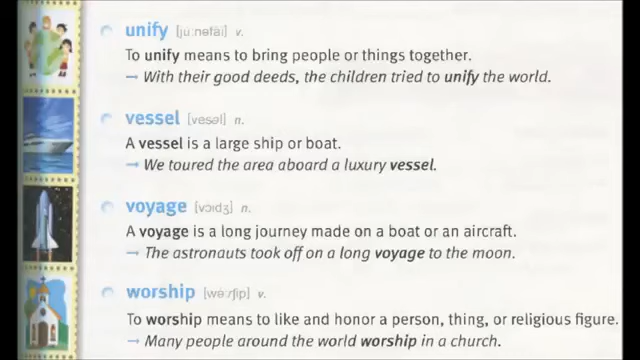 unify [ju:nəfai] v.
To unify means to bring people or things together.
→ With their good deeds, the children tried to unify the world.
vessel [vesəl] n.
A vessel is a large ship or boat.
→ We toured the area aboard a luxury vessel.
voyage [vɔidʒ] n.
A voyage is a long journey made on a boat or an aircraft.
→ The astronauts took off on a long voyage to the moon.
worship [wə:rʃip] v.
To worship means to like and honor a person, thing, or religious figure.
→ Many people around the world worship in a church.